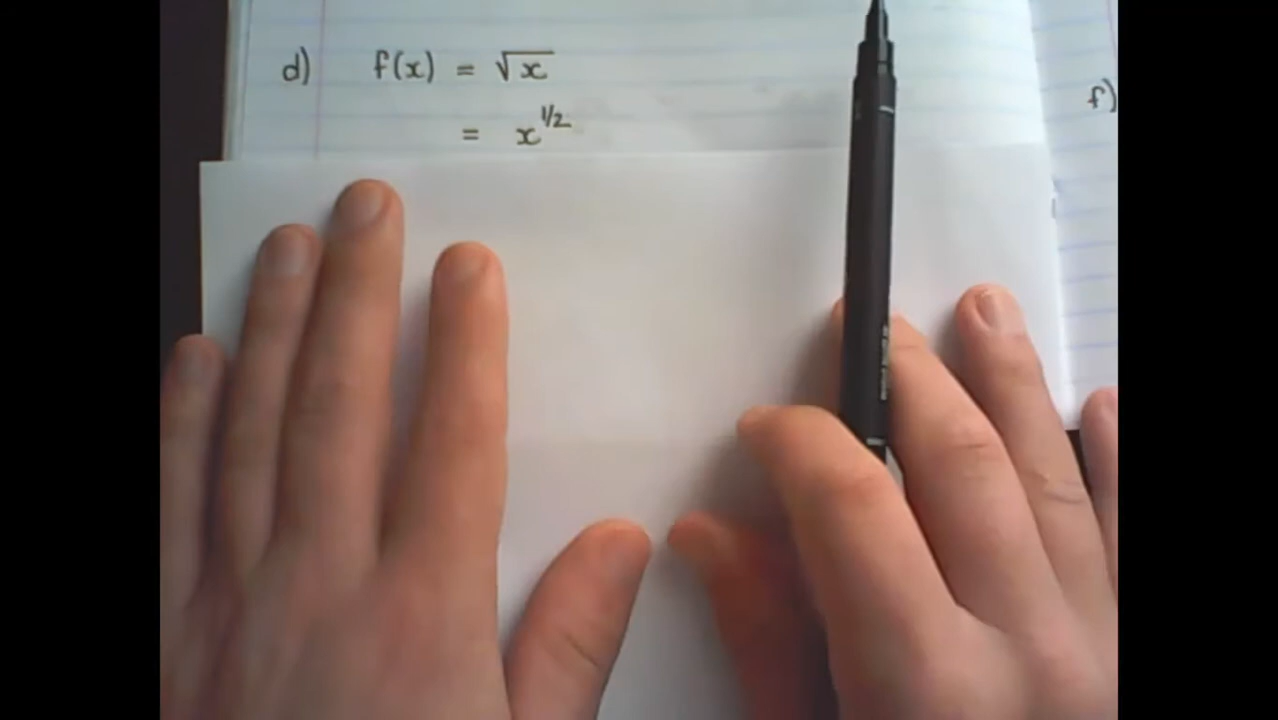 d) f(x) = √x
= x^1/2
f)